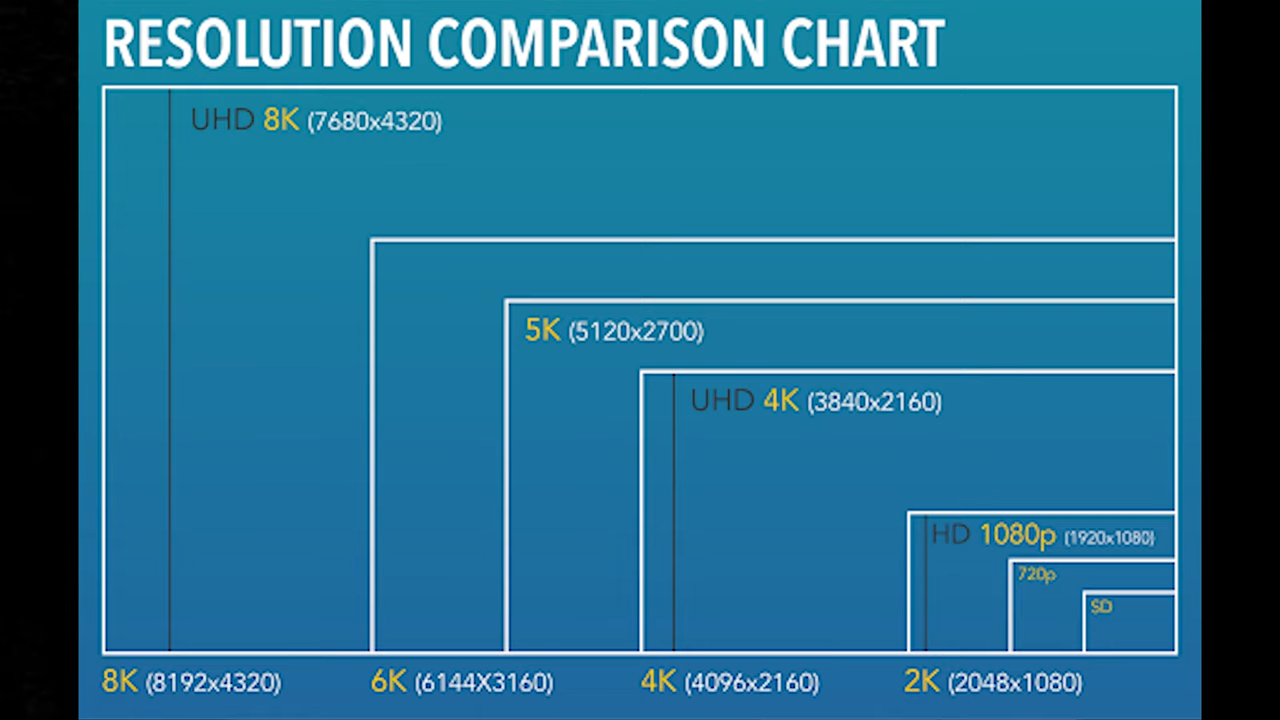 RESOLUTION COMPARISON CHART
UHD 8K (7680x4320)
5K (5120x2700)
UHD 4K (3840x2160)
HD 1080p (1920x1080)
720p
SD
8K (8192x4320) 6K (6144X3160) 4K (4096x2160) 2K (2048x1080)